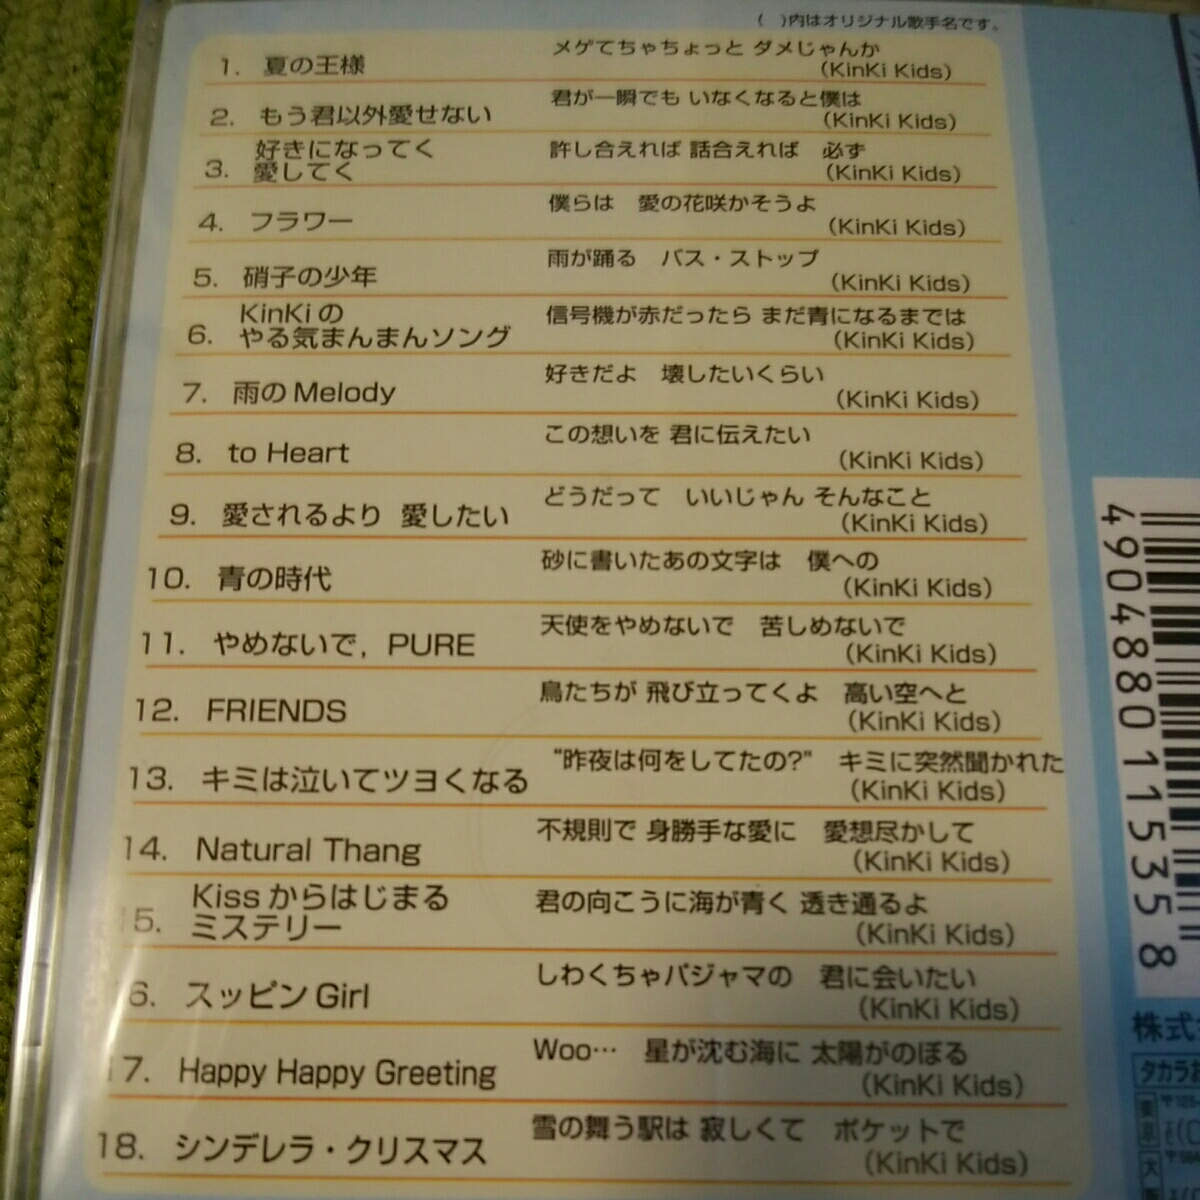 ( )内はオリジナル歌手名です。
1. 夏の王様 メゲてちゃちょっと ダメじゃんか
(KinKi Kids)
2. もう君以外愛せない 君が一瞬でも いなくなると僕は
(KinKi Kids)
3. 好きになってく
愛してく 許し合えれば 話合えれば 必ず
(KinKi Kids)
4. フラワー 僕らは 愛の花咲かそうよ
(KinKi Kids)
5. 硝子の少年 雨が踊る バス・ストップ
(KinKi Kids)
6. KinKiの
やる気まんまんソング 信号機が赤だったら まだ青になるまでは
(KinKi Kids)
7. 雨のMelody 好きだよ 壊したいくらい
(KinKi Kids)
8. to Heart この想いを 君に伝えたい
(KinKi Kids)
9. 愛されるより 愛したい どうだって いいじゃん そんなこと
(KinKi Kids)
10. 青の時代 砂に書いたあの文字は 僕への
(KinKi Kids)
11. やめないで, PURE 天使をやめないで 苦しめないで
(KinKi Kids)
12. FRIENDS 鳥たちが 飛び立ってくよ 高い空へと
(KinKi Kids)
13. キミは泣いてツヨくなる "昨夜は何をしてたの?" キミに突然聞かれた
(KinKi Kids)
14. Natural Thang 不規則で 身勝手な愛に 愛想尽かして
(KinKi Kids)
15. Kissからはじまる
ミステリー 君の向こうに海が青く 透き通るよ
(KinKi Kids)
6. スッピンGirl しわくちゃパジャマの 君に会いたい
(KinKi Kids)
17. Happy Happy Greeting Woo… 星が沈む海に 太陽がのぼる
(KinKi Kids)
18. シンデレラ・クリスマス 雪の舞う駅は 寂しくて ポケットで
(KinKi Kids)
4904880115358
株式
タカラ